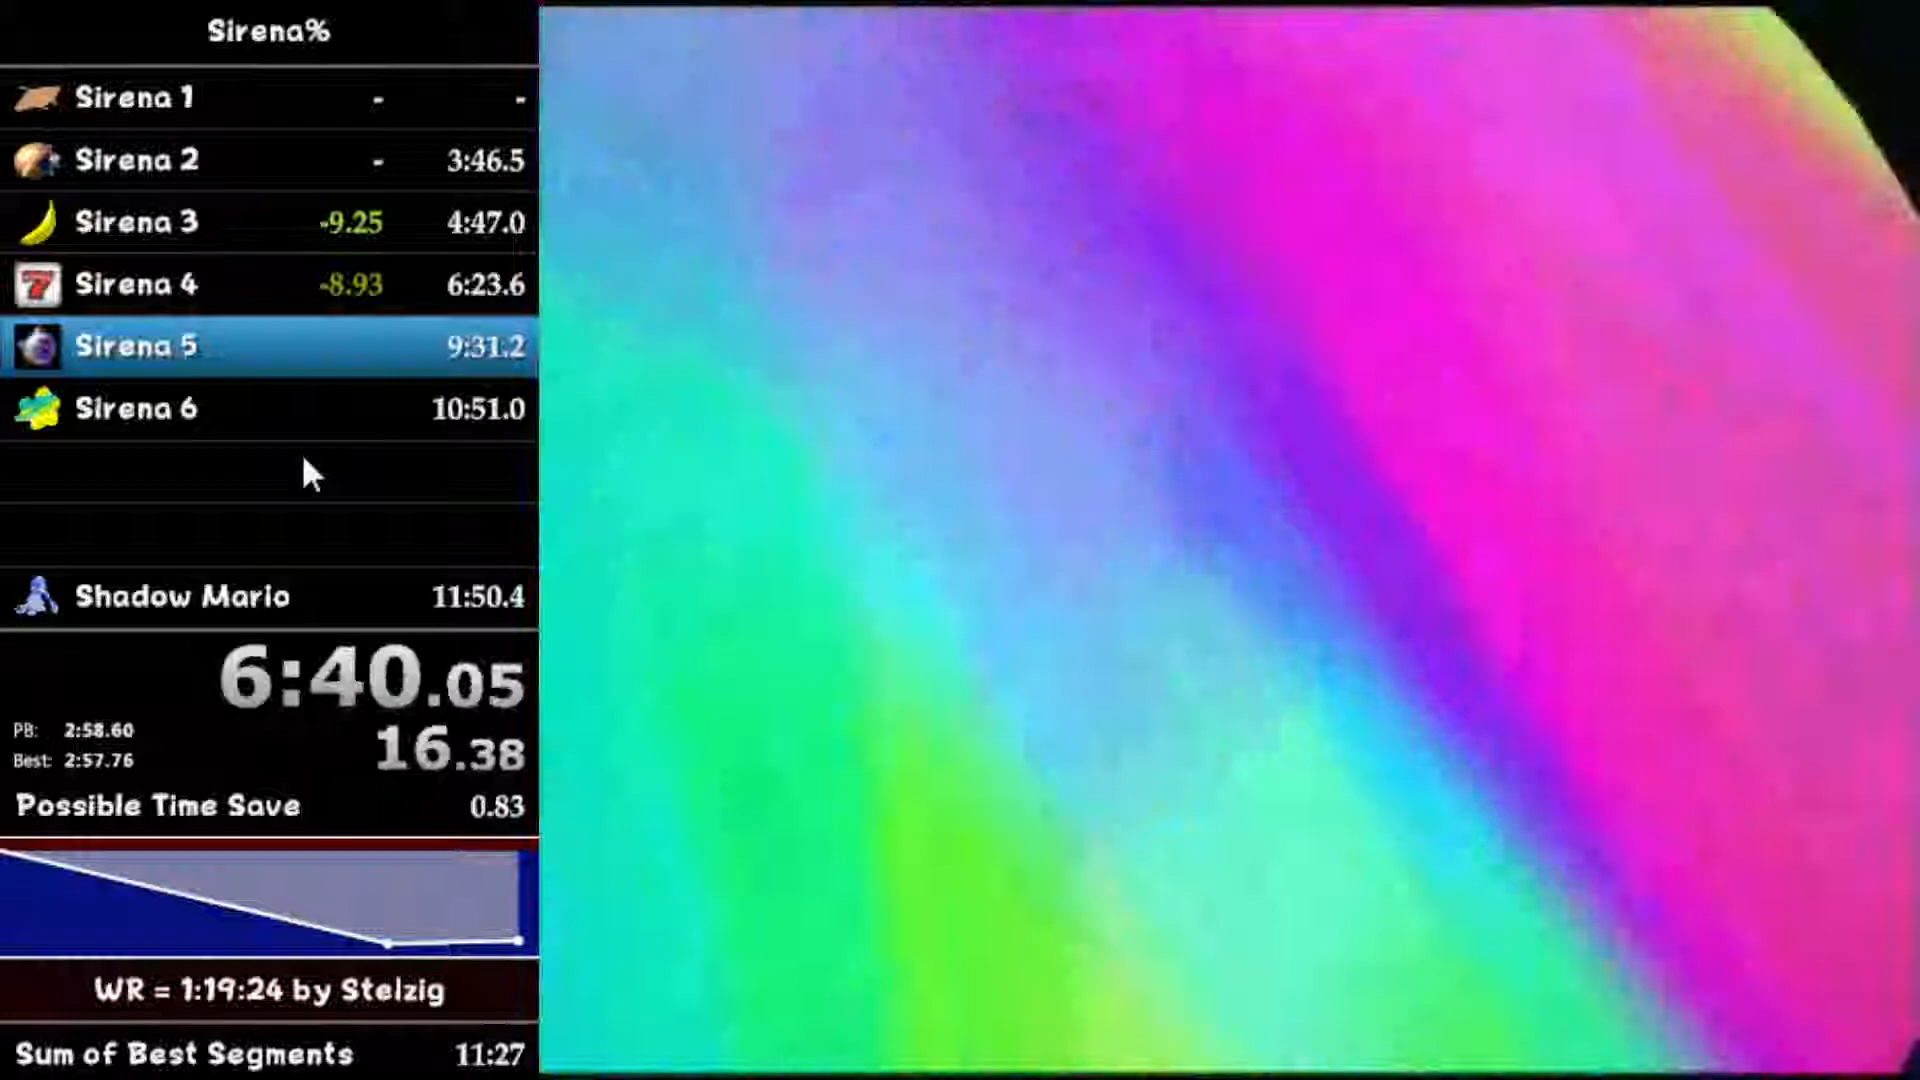 Sirena%
Sirena 1 - -
Sirena 2 - 3:46.5
Sirena 3 -9.25 4:47.0
Sirena 4 -8.93 6:23.6
Sirena 5 9:31.2
Sirena 6 10:51.0
Shadow Mario 11:50.4
6:40.05
PB: 2:58.60
16.38
Best: 2:57.76
Possible Time Save 0.83
WR = 1:19:24 by Stelzig
Sum of Best Segments 11:27